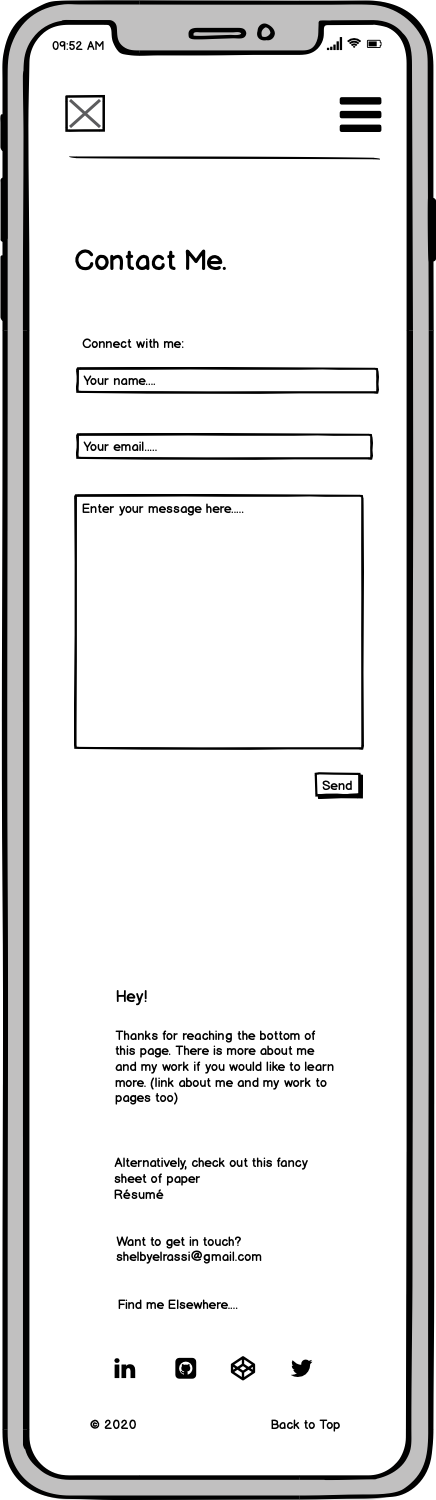 09:52 AM
Contact Me.
Connect with me:
Your name....
Your email.....
Enter your message here.....
Send
Hey!
Thanks for reaching the bottom of
this page. There is more about me
and my work if you would like to learn
more. (link about me and my work to
pages too)
Alternatively, check out this fancy
sheet of paper
Résumé
Want to get in touch?
shelbyelrassi@gmail.com
Find me Elsewhere....
in
© 2020
Back to Top